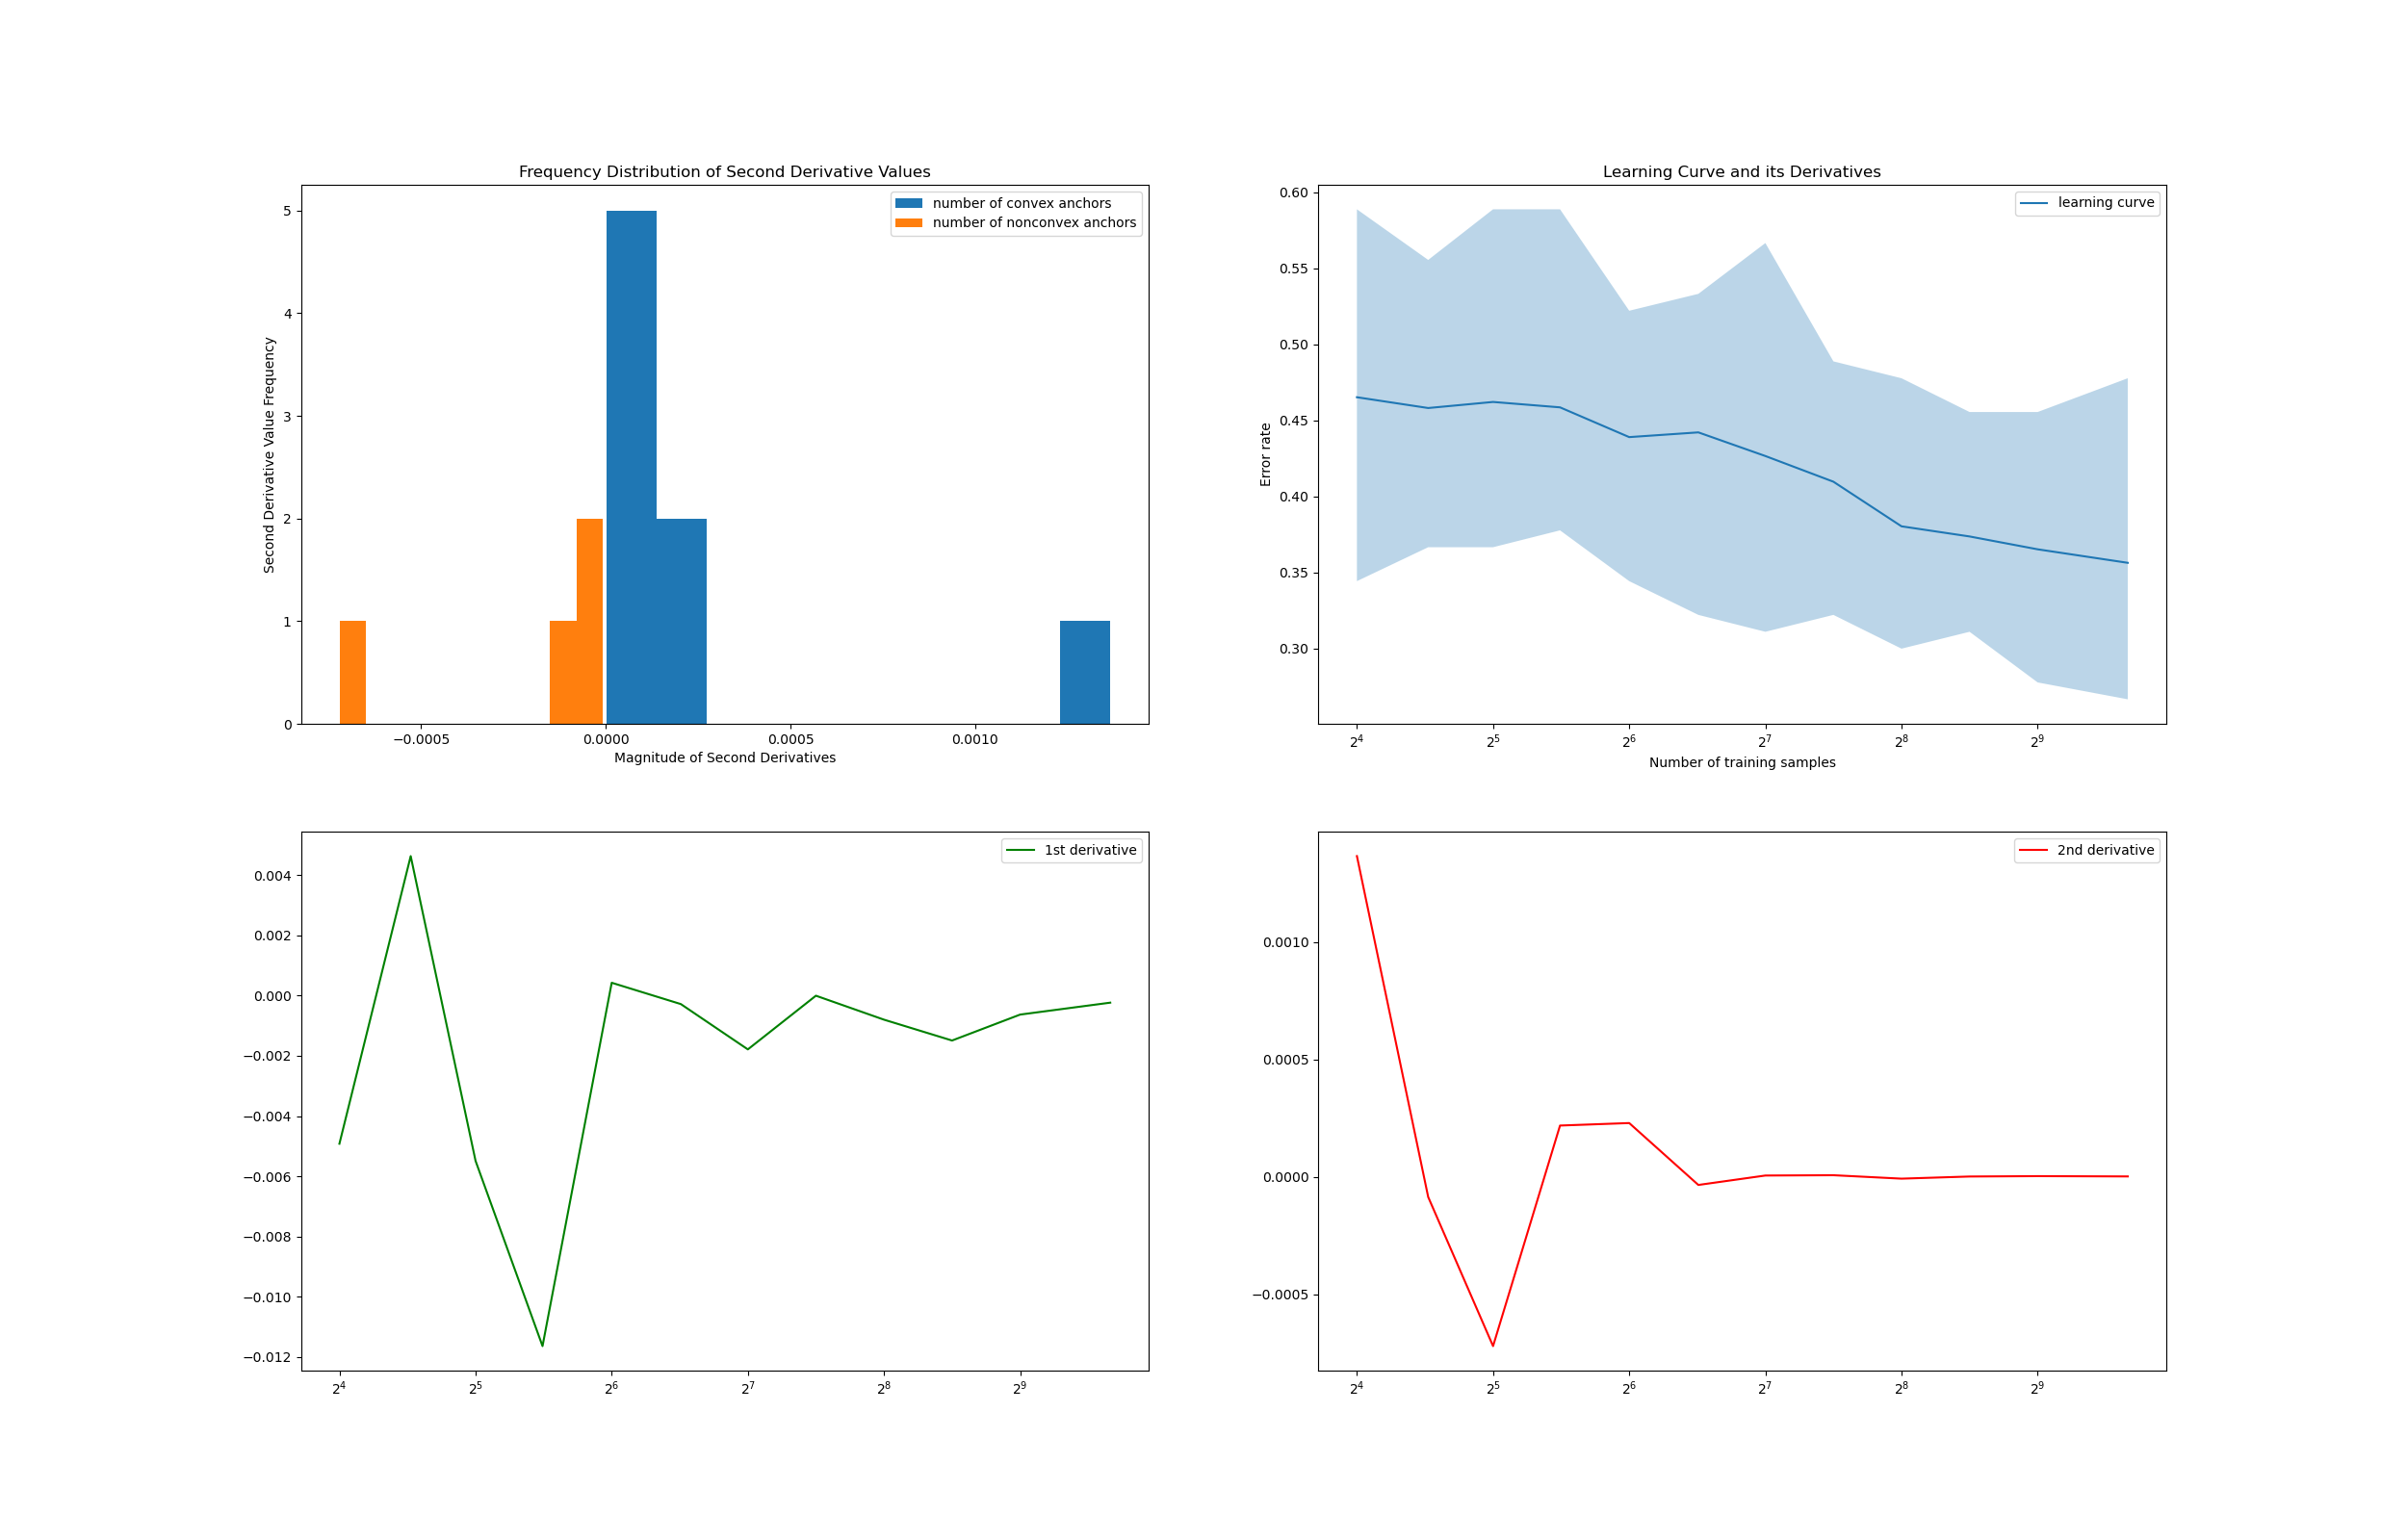 Frequency Distribution of Second Derivative Values
number of convex anchors
number of nonconvex anchors
Second Derivative Value Frequency
5
4
3
2
1
0
−0.0005 0.0000 0.0005 0.0010
Magnitude of Second Derivatives
Learning Curve and its Derivatives
learning curve
Error rate
0.60
0.55
0.50
0.45
0.40
0.35
0.30
2⁴ 2⁵ 2⁶ 2⁷ 2⁸ 2⁹
Number of training samples
1st derivative
0.004
0.002
0.000
−0.002
−0.004
−0.006
−0.008
−0.010
−0.012
2⁴ 2⁵ 2⁶ 2⁷ 2⁸ 2⁹
2nd derivative
0.0010
0.0005
0.0000
−0.0005
2⁴ 2⁵ 2⁶ 2⁷ 2⁸ 2⁹